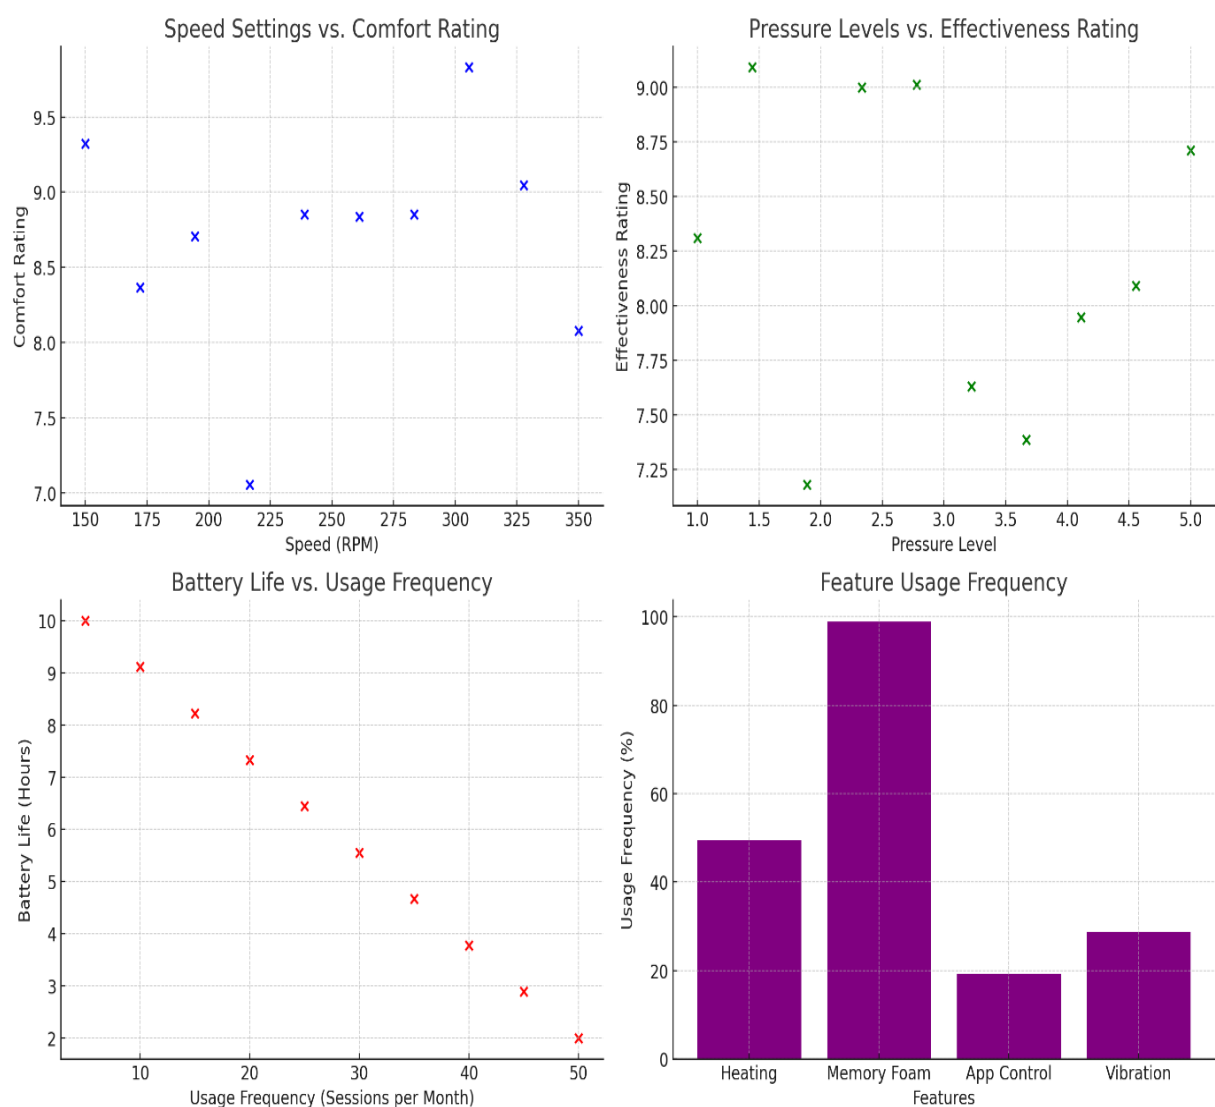 Speed Settings vs. Comfort Rating
Comfort Rating
9.5
9.0
8.5
8.0
7.5
7.0
150 175 200 225 250 275 300 325 350
Speed (RPM)
Pressure Levels vs. Effectiveness Rating
Effectiveness Rating
9.00
8.75
8.50
8.25
8.00
7.75
7.50
7.25
1.0 1.5 2.0 2.5 3.0 3.5 4.0 4.5 5.0
Pressure Level
Battery Life vs. Usage Frequency
Battery Life (Hours)
10
9
8
7
6
5
4
3
2
10 20 30 40 50
Usage Frequency (Sessions per Month)
Feature Usage Frequency
Usage Frequency (%)
100
80
60
40
20
0
Heating Memory Foam App Control Vibration
Features